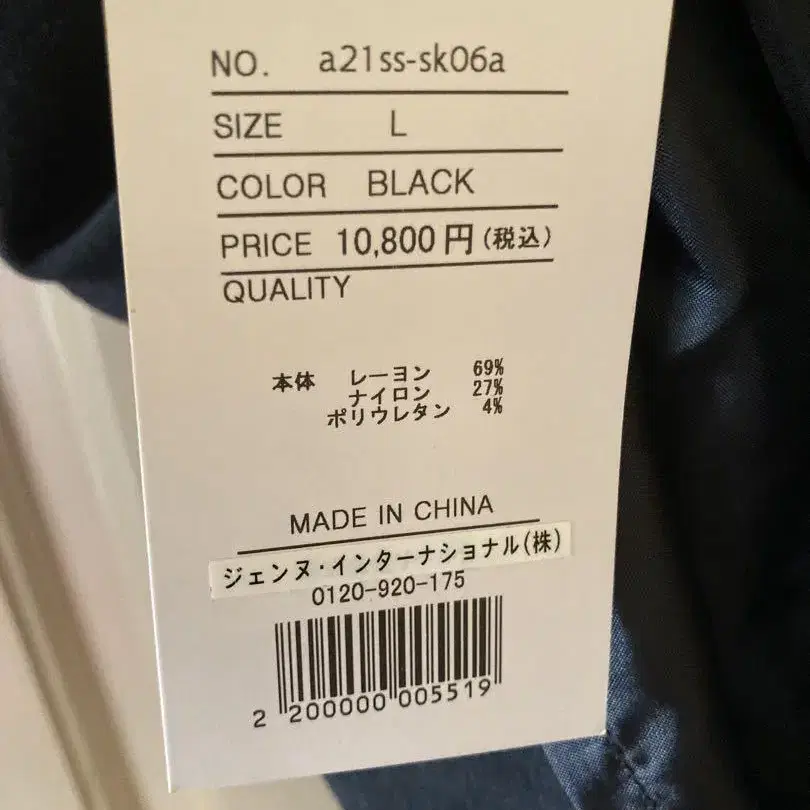 NO. a21ss-sk06a
SIZE L
COLOR BLACK
PRICE 10,800円(税込)
QUALITY
本体 レーヨン 69%
ナイロン 27%
ポリウレタン 4%
MADE IN CHINA
ジェンヌ・インターナショナル(株)
0120-920-175
2 200000 005519